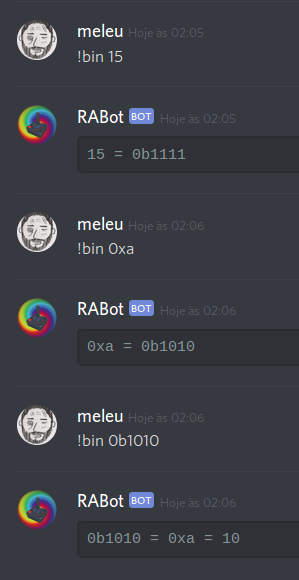 meleu Hoje às 02:05
!bin 15
RABot BOT Hoje às 02:05
15 = 0b1111
meleu Hoje às 02:06
!bin 0xa
RABot BOT Hoje às 02:06
0xa = 0b1010
meleu Hoje às 02:06
!bin 0b1010
RABot BOT Hoje às 02:06
0b1010 = 0xa = 10